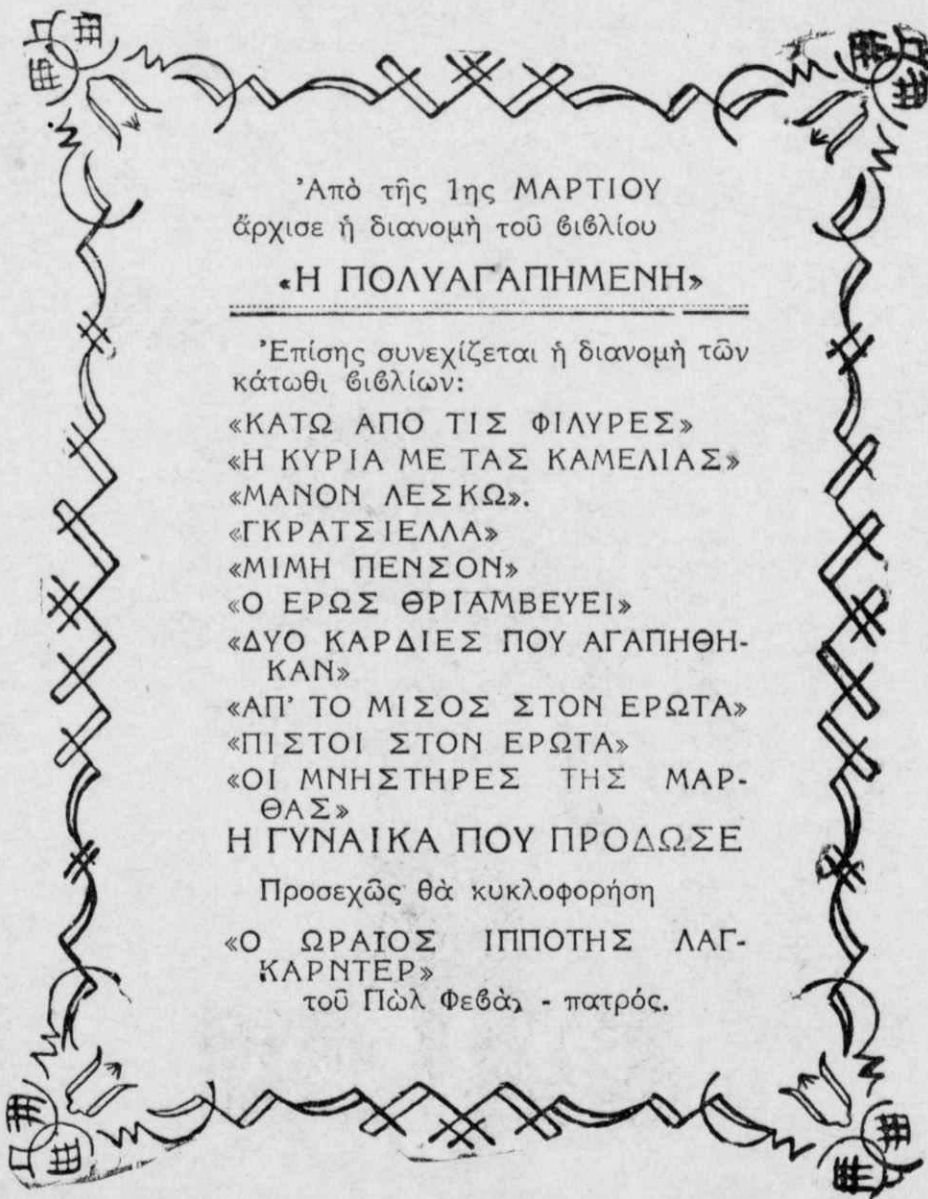 Ἀπὸ τῆς 1ης ΜΑΡΤΙΟΥ
ἄρχισε ἡ διανομὴ τοῦ ϐιϐλίου
«Η ΠΟΛΥΑΓΑΠΗΜΕΝΗ»
Ἐπίσης συνεχίζεται ἡ διανομὴ τῶν
κάτωθι ϐιϐλίων:
«ΚΑΤΩ ΑΠΟ ΤΙΣ ΦΙΛΥΡΕΣ»
«Η ΚΥΡΙΑ ΜΕ ΤΑΣ ΚΑΜΕΛΙΑΣ»
«ΜΑΝΟΝ ΛΕΣΚΩ».
«ΓΚΡΑΤΣΙΕΛΛΑ»
«ΜΙΜΗ ΠΕΝΣΟΝ»
«Ο ΕΡΩΣ ΘΡΙΑΜΒΕΥΕΙ»
«ΔΥΟ ΚΑΡΔΙΕΣ ΠΟΥ ΑΓΑΠΗΘΗ-
ΚΑΝ»
«ΑΠ' ΤΟ ΜΙΣΟΣ ΣΤΟΝ ΕΡΩΤΑ»
«ΠΙΣΤΟΙ ΣΤΟΝ ΕΡΩΤΑ»
«ΟΙ ΜΝΗΣΤΗΡΕΣ ΤΗΣ ΜΑΡ-
ΘΑΣ»
Η ΓΥΝΑΙΚΑ ΠΟΥ ΠΡΟΔΩΣΕ
Προσεχῶς θὰ κυκλοφορήση
«Ο ΩΡΑΙΟΣ ΙΠΠΟΤΗΣ ΛΑΓ-
ΚΑΡΝΤΕΡ»
τοῦ Πὼλ Φεϐὰλ - πατρός.